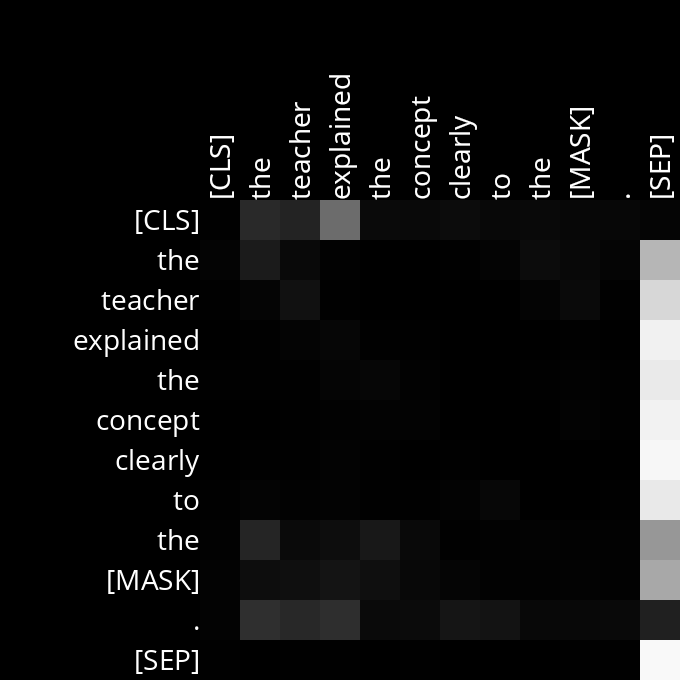 [CLS] the teacher explained the concept clearly to the [MASK] . [SEP]
[CLS]
the
teacher
explained
the
concept
clearly
to
the
[MASK]
.
[SEP]